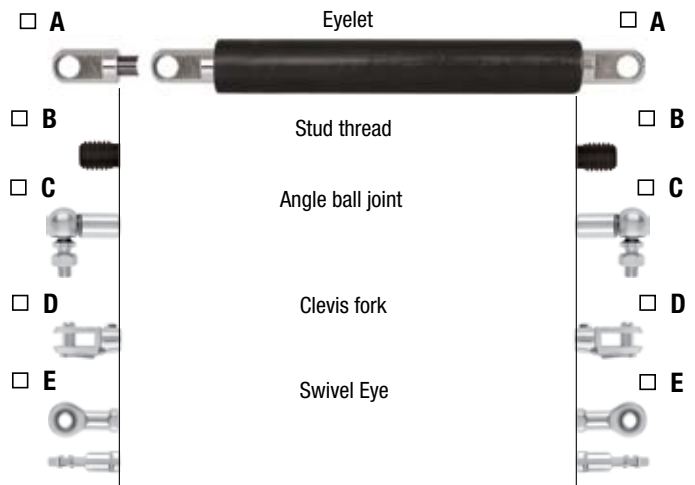 ☐ A Eyelet ☐ A
☐ B Stud thread ☐ B
☐ C Angle ball joint ☐ C
☐ D Clevis fork ☐ D
☐ E Swivel Eye ☐ E